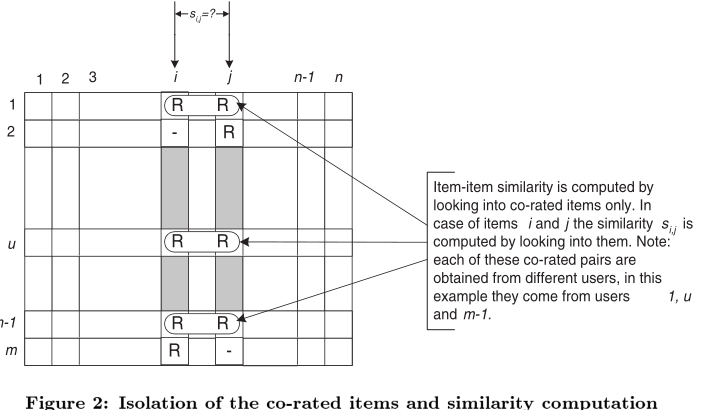 s i,j =?
1 2 3 i j n-1 n
1 R R
2 - R
u R R
n-1 R R
m R -
Item-item similarity is computed by
looking into co-rated items only. In
case of items i and j the similarity s i,j is
computed by looking into them. Note:
each of these co-rated pairs are
obtained from different users, in this
example they come from users 1, u
and m-1.
Figure 2: Isolation of the co-rated items and similarity computation